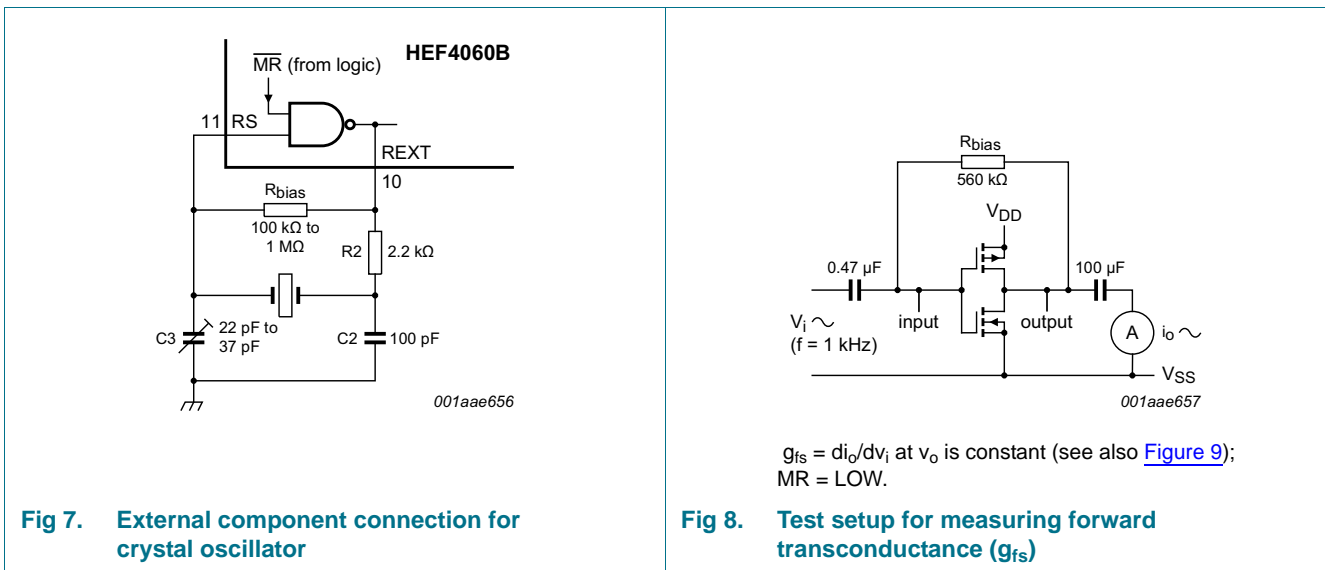 HEF4060B
MR (from logic)
11 RS
REXT
10
Rbias
100 kΩ to
1 MΩ
R2 2.2 kΩ
C3 22 pF to
37 pF
C2 100 pF
001aae656
Fig 7. External component connection for
crystal oscillator
Rbias
560 kΩ
VDD
0.47 µF
100 µF
input
output
Vi
(f = 1 kHz)
A
io
VSS
001aae657
gfs = dio/dvi at vo is constant (see also Figure 9);
MR = LOW.
Fig 8. Test setup for measuring forward
transconductance (gfs)